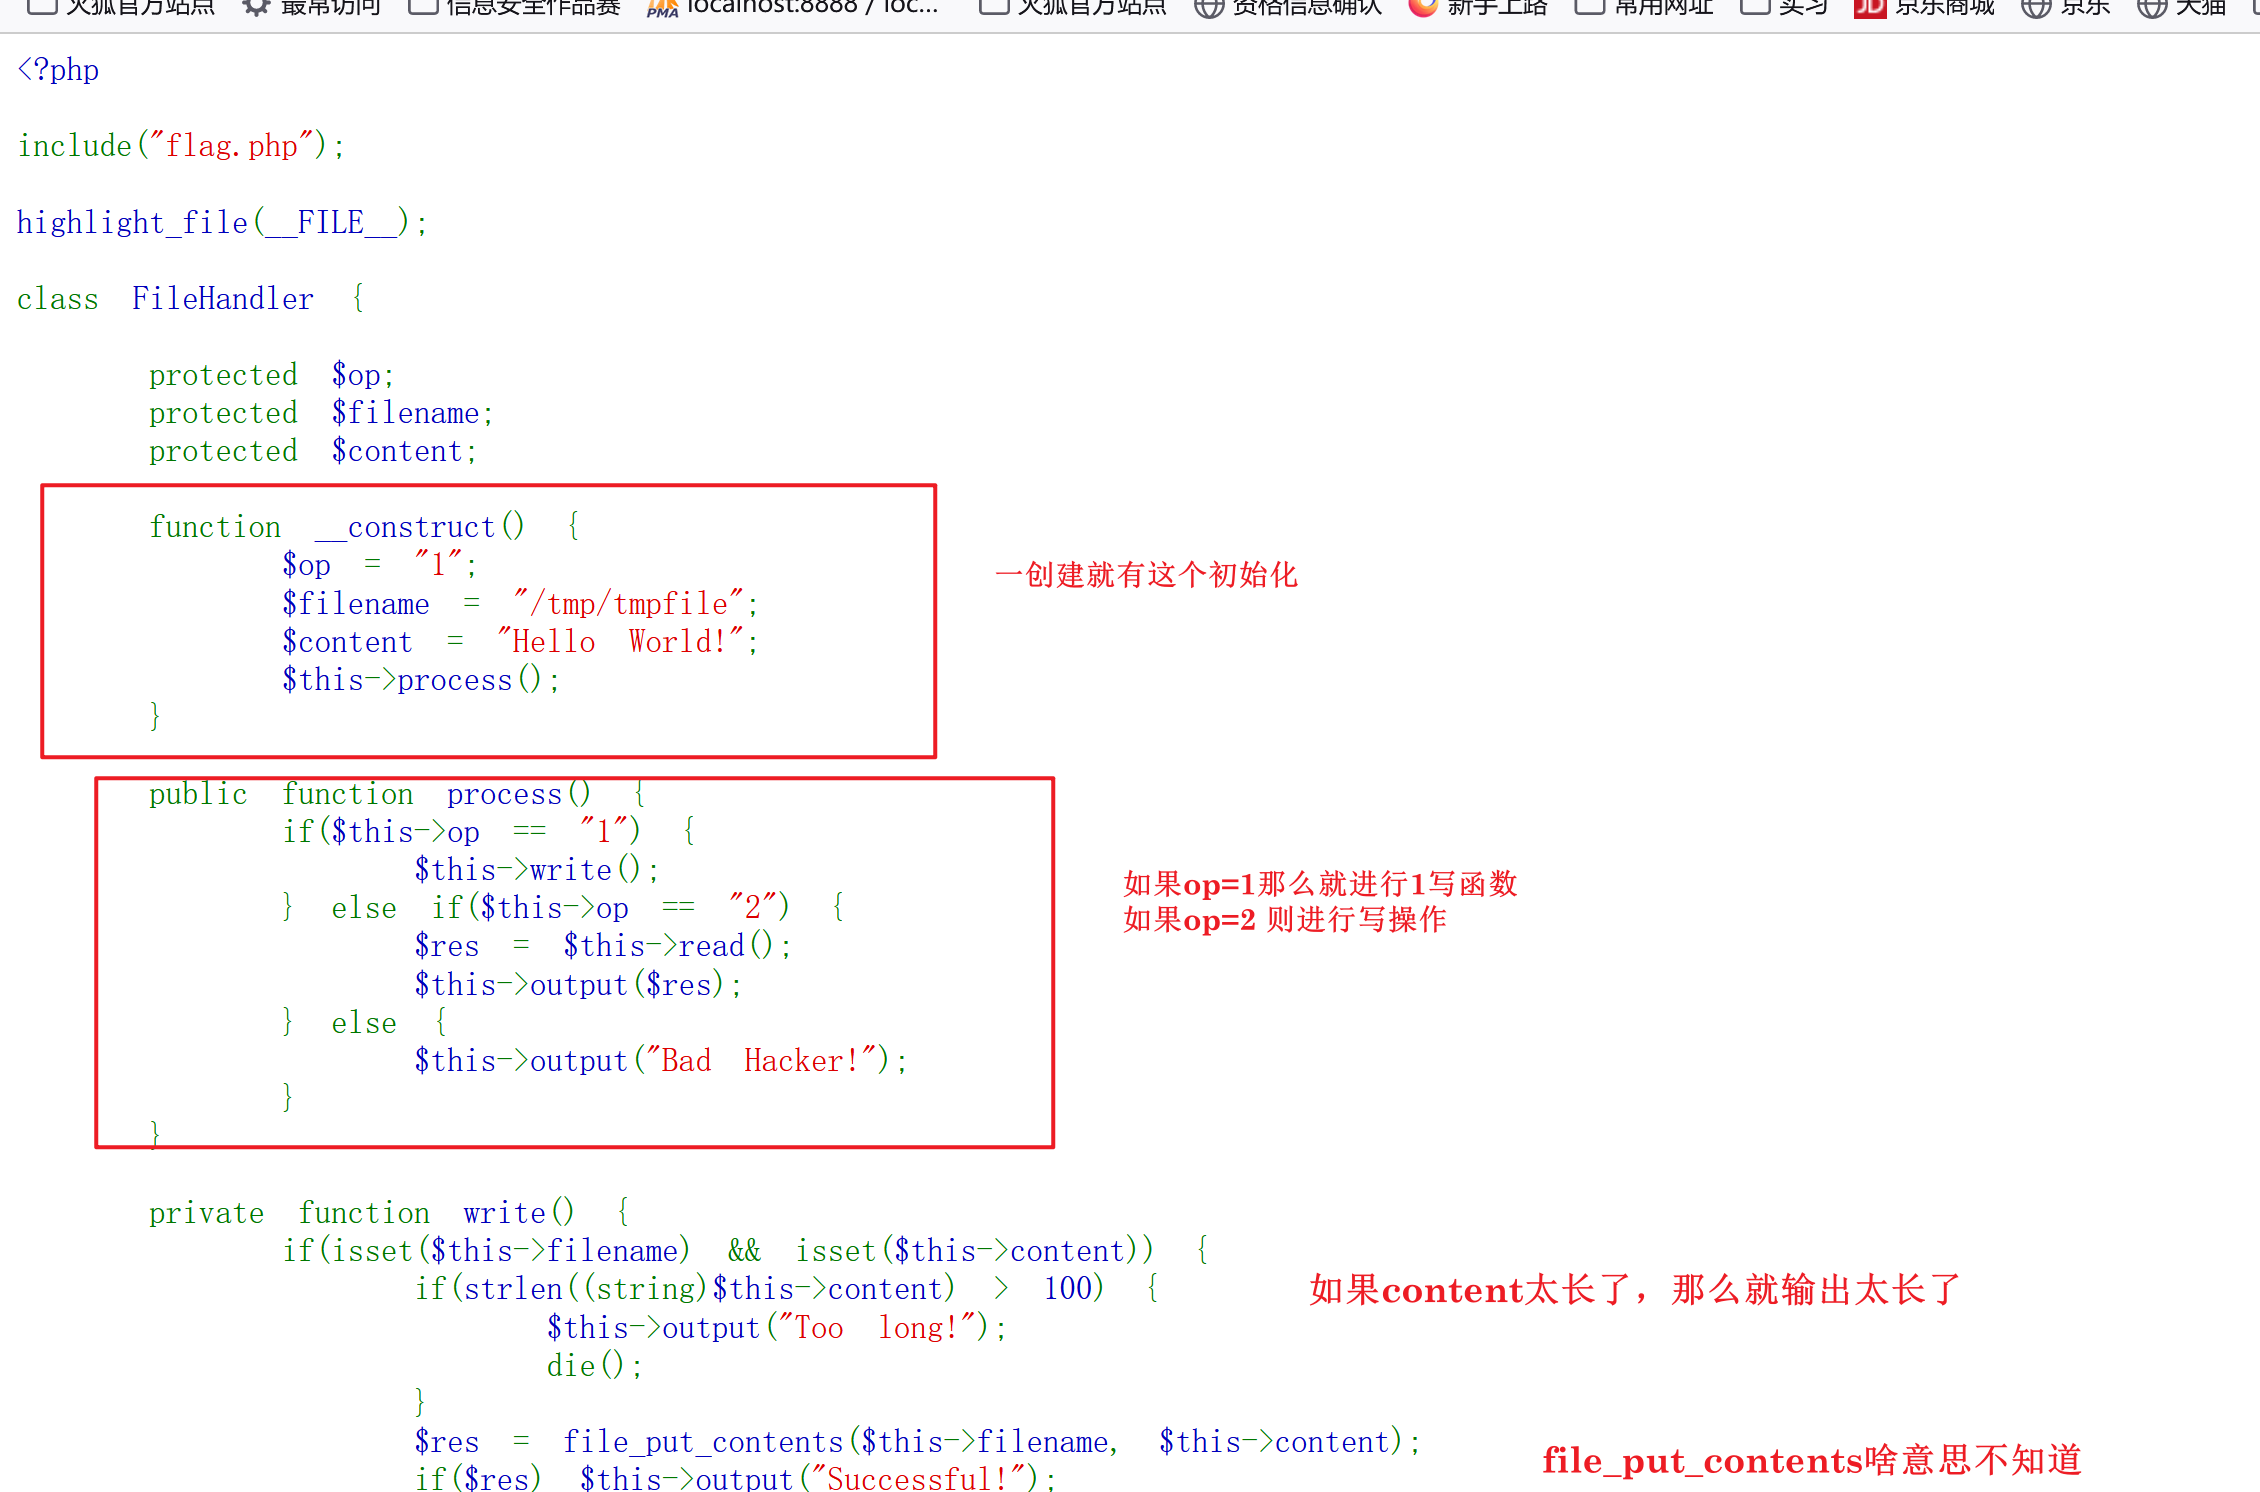 火狐官方站点 最常访问 信息安全作品赛 localhost:8888 / loc... 火狐官方站点 资格信息确认 新手上路 常用网址 实习 JD 京东商城 京东 天猫
<?php
include("flag.php");
highlight_file(__FILE__);
class FileHandler {
protected $op;
protected $filename;
protected $content;
function __construct() {
$op = "1";
$filename = "/tmp/tmpfile";
$content = "Hello World!";
$this->process();
}
一创建就有这个初始化
public function process() {
if($this->op == "1") {
$this->write();
} else if($this->op == "2") {
$res = $this->read();
$this->output($res);
} else {
$this->output("Bad Hacker!");
}
}
如果op=1那么就进行1写函数
如果op=2 则进行写操作
private function write() {
if(isset($this->filename) && isset($this->content)) {
if(strlen((string)$this->content) > 100) {
如果content太长了，那么就输出太长了
$this->output("Too long!");
die();
}
$res = file_put_contents($this->filename, $this->content);
file_put_contents啥意思不知道
if($res) $this->output("Successful!");